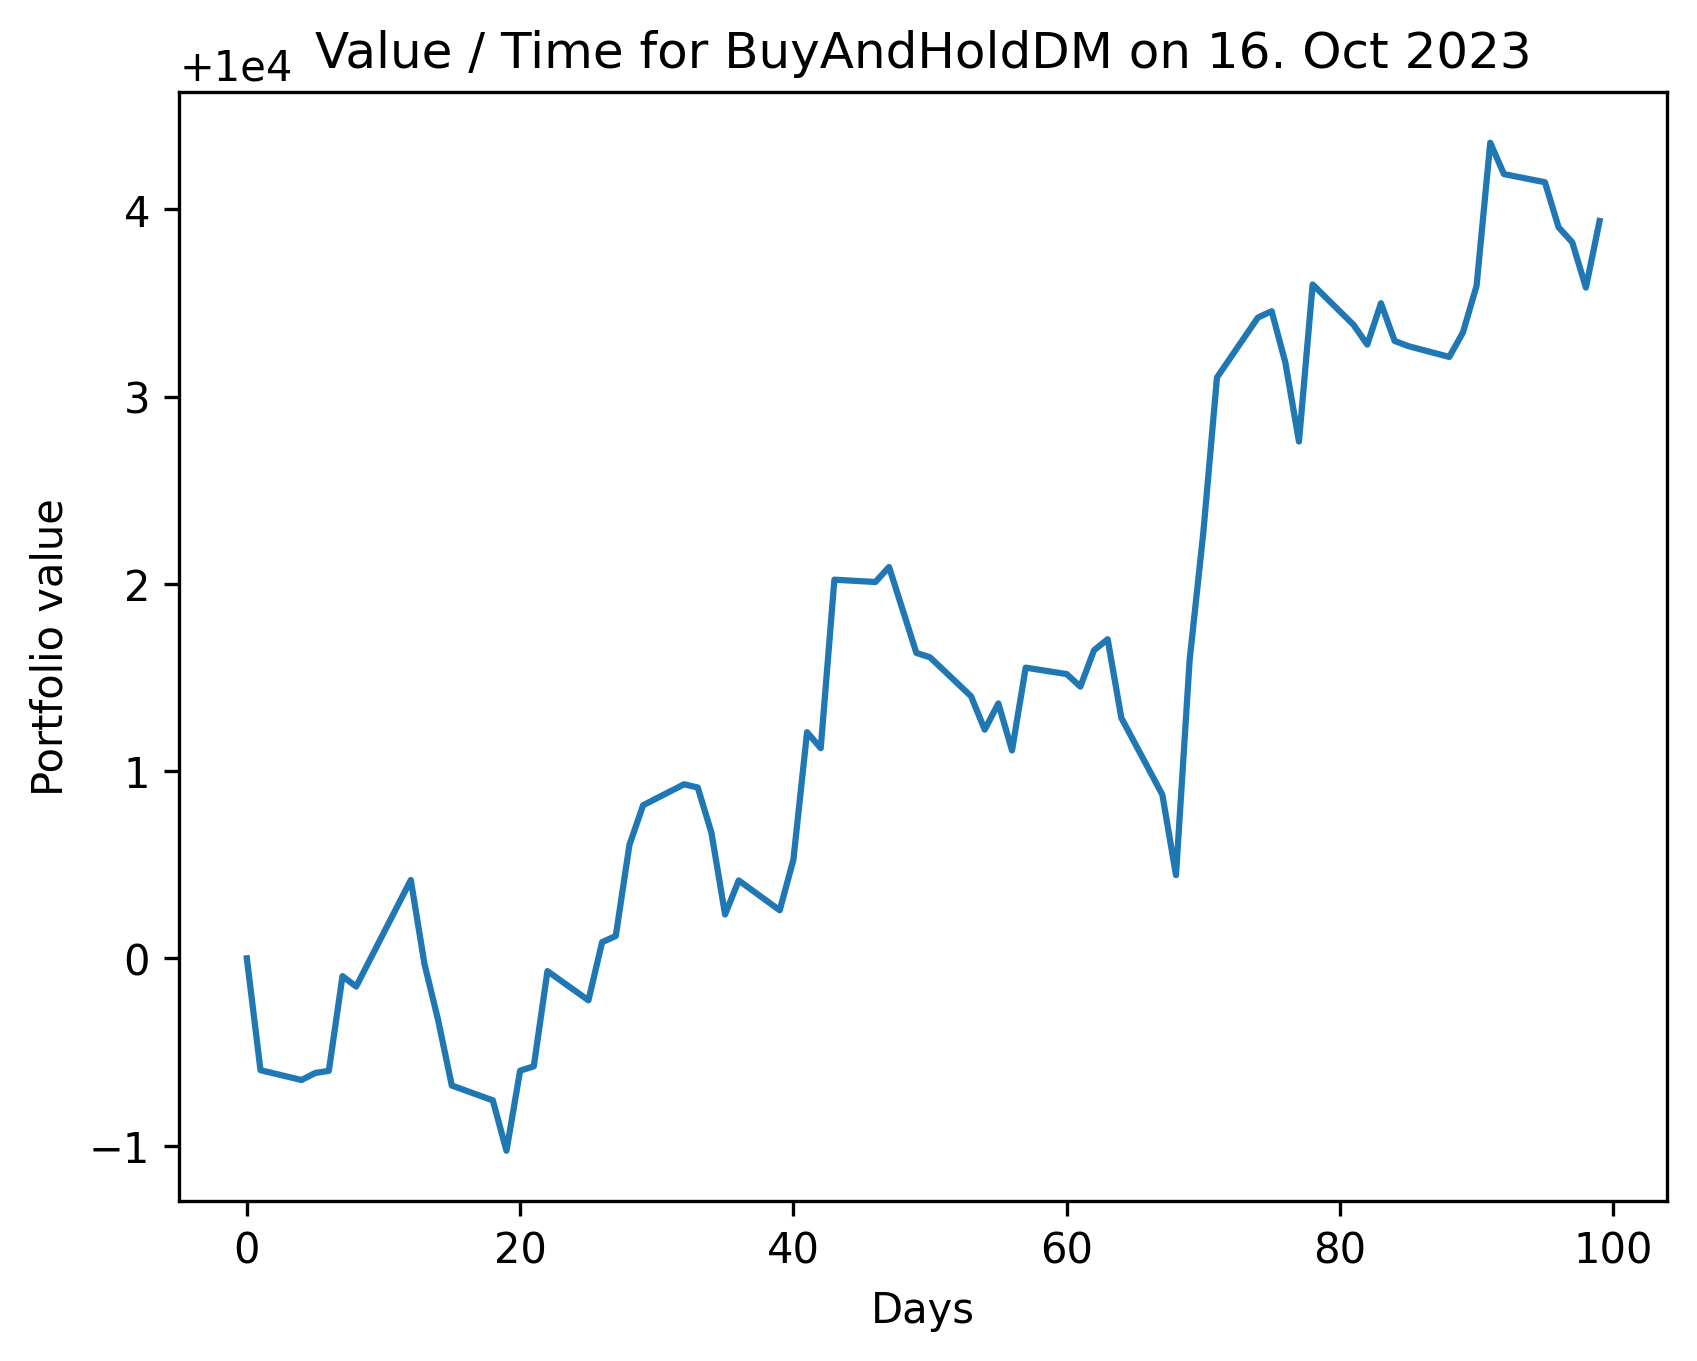 Value / Time for BuyAndHoldDM on 16. Oct 2023
+1e4
4
3
2
1
0
−1
Portfolio value
0 20 40 60 80 100
Days